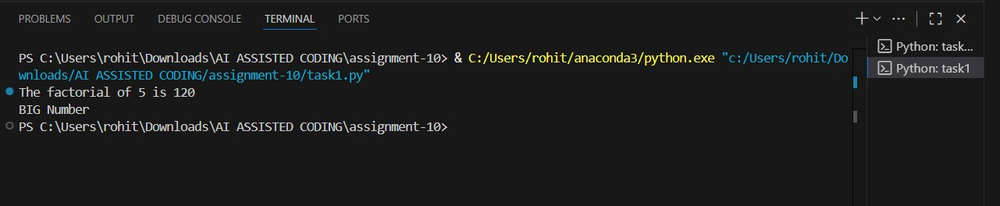 PROBLEMS OUTPUT DEBUG CONSOLE TERMINAL PORTS
PS C:\Users\rohit\Downloads\AI ASSISTED CODING\assignment-10> & C:/Users/rohit/anaconda3/python.exe "c:/Users/rohit/Do
wnloads/AI ASSISTED CODING/assignment-10/task1.py"
The factorial of 5 is 120
BIG Number
PS C:\Users\rohit\Downloads\AI ASSISTED CODING\assignment-10>
Python: task...
Python: task1